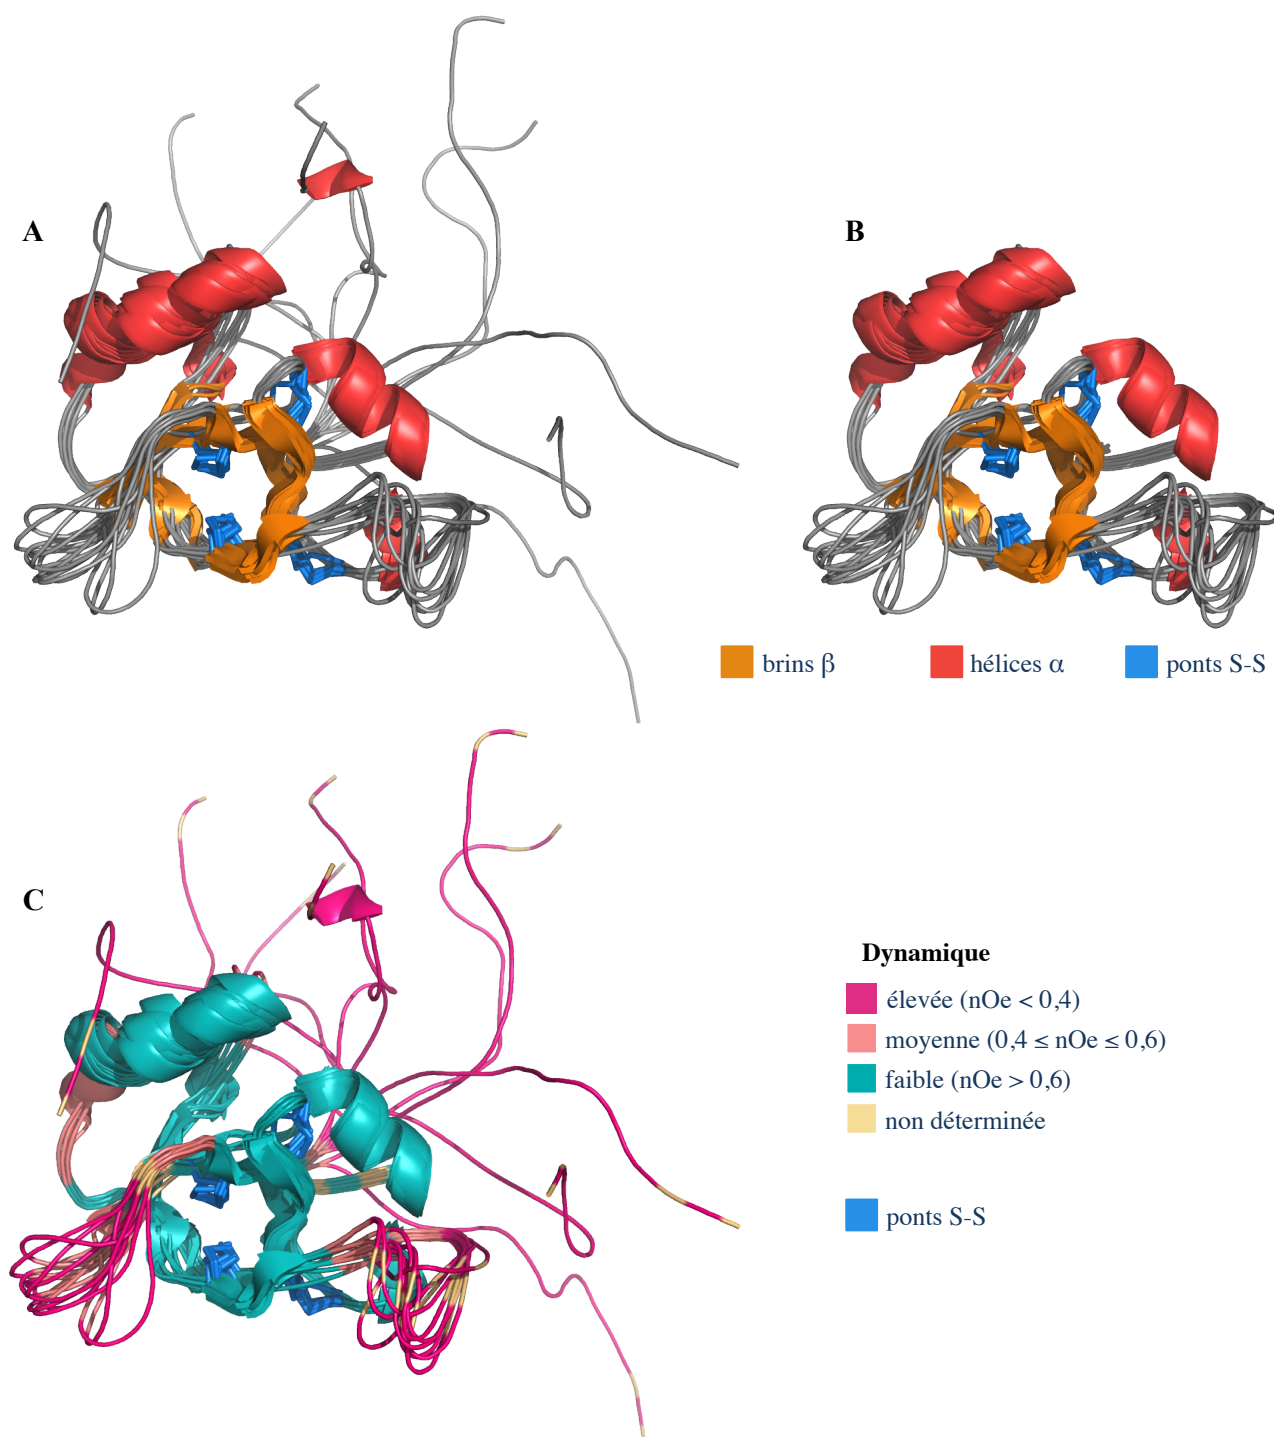 A
B
brins β
hélices α
ponts S-S
C
Dynamique
élevée (nOe < 0,4)
moyenne (0,4 ≤ nOe ≤ 0,6)
faible (nOe > 0,6)
non déterminée
ponts S-S